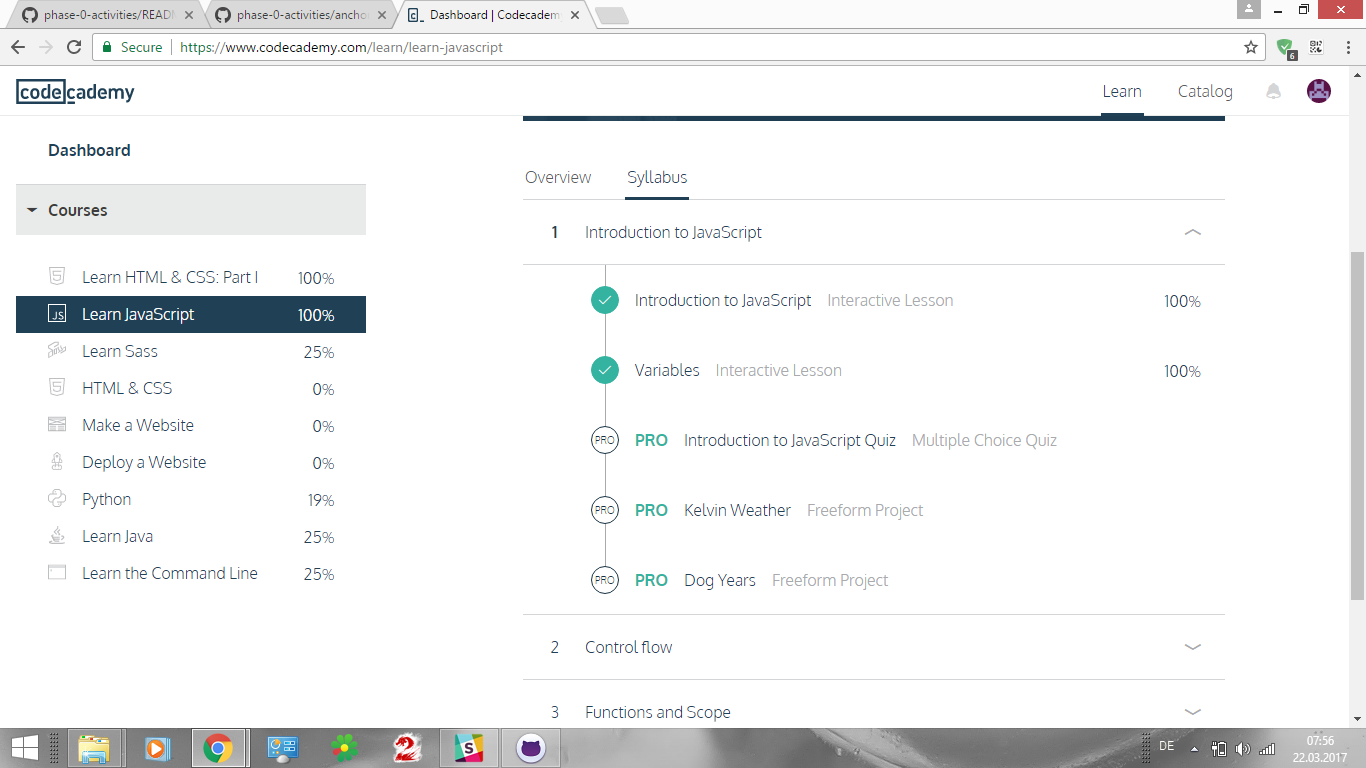 phase-0-activities/READ
phase-0-activities/ancho
Dashboard | Codecadem
Secure https://www.codecademy.com/learn/learn-javascript
6
codecademy
Learn Catalog
Dashboard
Courses
Learn HTML & CSS: Part I 100%
JS Learn JavaScript 100%
Learn Sass 25%
HTML & CSS 0%
Make a Website 0%
Deploy a Website 0%
Python 19%
Learn Java 25%
Learn the Command Line 25%
Overview Syllabus
1 Introduction to JavaScript
Introduction to JavaScript Interactive Lesson 100%
Variables Interactive Lesson 100%
PRO PRO Introduction to JavaScript Quiz Multiple Choice Quiz
PRO PRO Kelvin Weather Freeform Project
PRO PRO Dog Years Freeform Project
2 Control flow
3 Functions and Scope
DE
07:56
22.03.2017